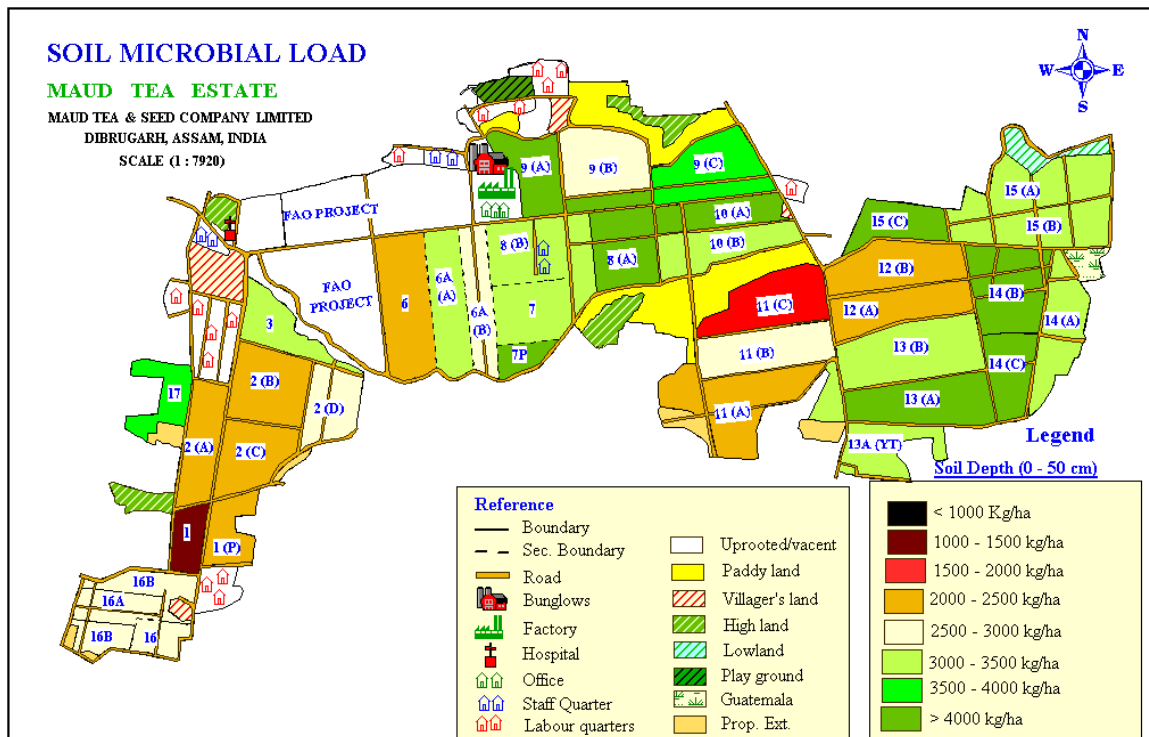 SOIL MICROBIAL LOAD
MAUD TEA ESTATE
MAUD TEA & SEED COMPANY LIMITED
DIBRUGARH, ASSAM, INDIA
SCALE (1 : 7920)
N
W E
S
9 (A)
9 (B)
9 (C)
FAO PROJECT
15 (A)
15 (C)
15 (B)
10 (A)
10 (B)
8 (B)
8 (A)
12 (B)
12 (A)
14 (B)
14 (A)
FAO
PROJECT
6
6A
(A)
6A
(B)
7
7P
11 (C)
11 (B)
11 (A)
13 (B)
14 (C)
13 (A)
13A (YT)
3
2 (B)
2 (D)
17
2 (A)
2 (C)
1
1 (P)
16B
16A
16B
16
Reference
Boundary
Sec. Boundary
Road
Bunglows
Factory
Hospital
Office
Staff Quarter
Labour quarters
Uprooted/vacent
Paddy land
Villager's land
High land
Lowland
Play ground
Guatemala
Prop. Ext.
Legend
Soil Depth (0 - 50 cm)
< 1000 Kg/ha
1000 - 1500 kg/ha
1500 - 2000 kg/ha
2000 - 2500 kg/ha
2500 - 3000 kg/ha
3000 - 3500 kg/ha
3500 - 4000 kg/ha
> 4000 kg/ha